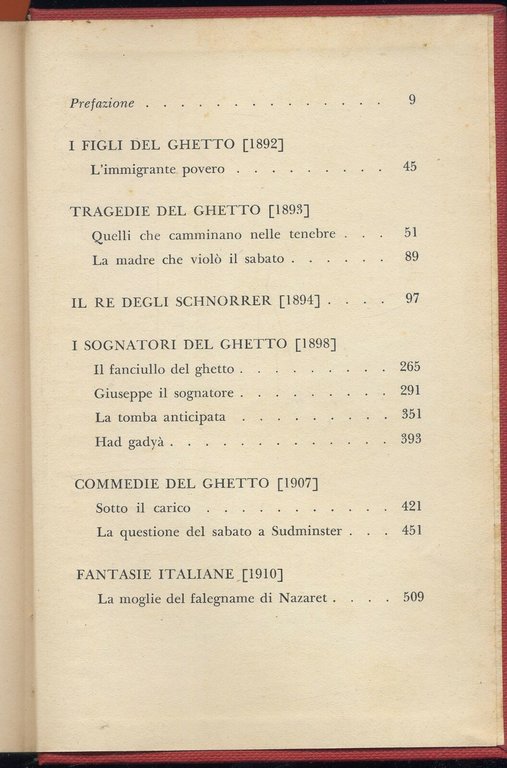 Prefazione . . . . . . . . . . . . . . 9
I FIGLI DEL GHETTO [1892]
L'immigrante povero . . . . . . . . . 45
TRAGEDIE DEL GHETTO [1893]
Quelli che camminano nelle tenebre . . . 51
La madre che violò il sabato . . . . . . 89
IL RE DEGLI SCHNORRER [1894] . . . . 97
I SOGNATORI DEL GHETTO [1898]
Il fanciullo del ghetto . . . . . . . . . 265
Giuseppe il sognatore . . . . . . . . . 291
La tomba anticipata . . . . . . . . . 351
Had gadyà . . . . . . . . . . . . . 393
COMMEDIE DEL GHETTO [1907]
Sotto il carico . . . . . . . . . . . 421
La questione del sabato a Sudminster . . . 451
FANTASIE ITALIANE [1910]
La moglie del falegname di Nazaret . . . . 509